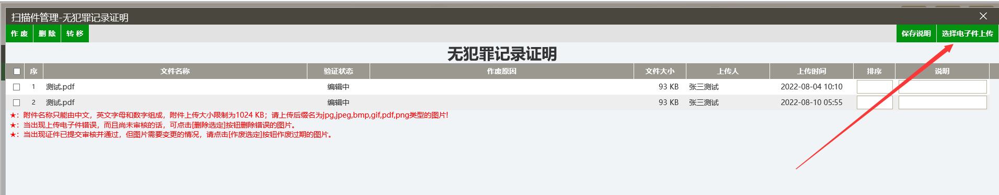 扫描件管理-无犯罪记录证明
作 废 删 除 转 移 保存说明 选择电子件上传
无犯罪记录证明
序 文件名称 验证状态 作废原因 文件大小 上传人 上传时间 排序 说明
1 测试.pdf 编辑中 93 KB 张三测试 2022-08-04 10:10
2 测试.pdf 编辑中 93 KB 张三测试 2022-08-10 05:55
★：附件名称只能由中文，英文字母和数字组成，附件上传大小限制为1024 KB；请上传后缀名为jpg,jpeg,bmp,gif,pdf,png类型的图片!
★：当出现上传电子件错误，而且尚未审核的话，可点击[删除选定]按钮删除错误的图片。
★：当出现证件已提交审核并通过，但图片需要变更的情况，请点击[作废选定]按钮作废过期的图片。